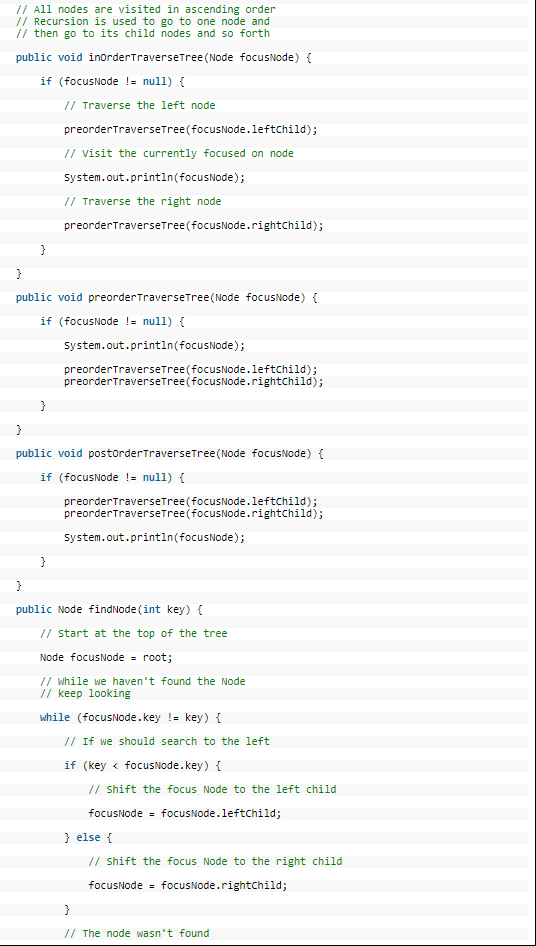 // All nodes are visited in ascending order
// Recursion is used to go to one node and
// then go to its child nodes and so forth
public void inOrderTraverseTree(Node focusNode) {
if (focusNode != null) {
// Traverse the left node
preorderTraverseTree(focusNode.leftChild);
// Visit the currently focused on node
System.out.println(focusNode);
// Traverse the right node
preorderTraverseTree(focusNode.rightChild);
}
}
public void preorderTraverseTree(Node focusNode) {
if (focusNode != null) {
System.out.println(focusNode);
preorderTraverseTree(focusNode.leftChild);
preorderTraverseTree(focusNode.rightChild);
}
}
public void postOrderTraverseTree(Node focusNode) {
if (focusNode != null) {
preorderTraverseTree(focusNode.leftChild);
preorderTraverseTree(focusNode.rightChild);
System.out.println(focusNode);
}
}
public Node findNode(int key) {
// Start at the top of the tree
Node focusNode = root;
// While we haven't found the Node
// keep looking
while (focusNode.key != key) {
// If we should search to the left
if (key < focusNode.key) {
// Shift the focus Node to the left child
focusNode = focusNode.leftChild;
} else {
// Shift the focus Node to the right child
focusNode = focusNode.rightChild;
}
// The node wasn't found